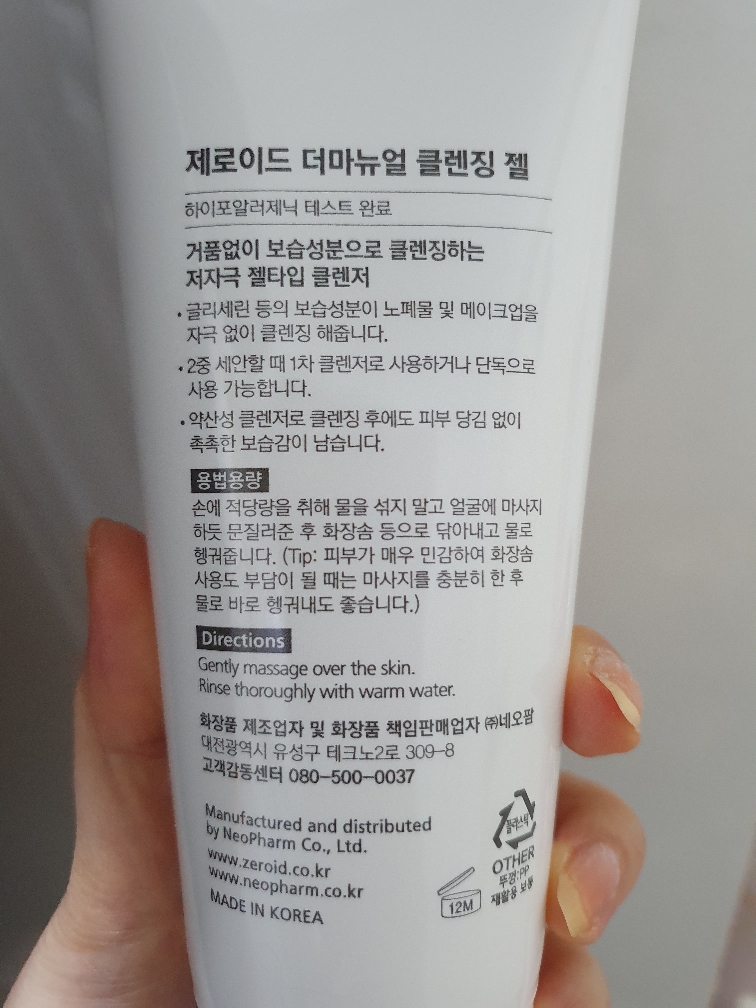 제로이드 더마뉴얼 클렌징 젤
하이포알러제닉 테스트 완료
거품없이 보습성분으로 클렌징하는
저자극 젤타입 클렌저
• 글리세린 등의 보습성분이 노폐물 및 메이크업을
자극 없이 클렌징 해줍니다.
• 2중 세안할 때 1차 클렌저로 사용하거나 단독으로
사용 가능합니다.
• 약산성 클렌저로 클렌징 후에도 피부 당김 없이
촉촉한 보습감이 남습니다.
용법용량
손에 적당량을 취해 물을 섞지 말고 얼굴에 마사지
하듯 문질러준 후 화장솜 등으로 닦아내고 물로
헹궈줍니다. (Tip: 피부가 매우 민감하여 화장솜
사용도 부담이 될 때는 마사지를 충분히 한 후
물로 바로 헹궈내도 좋습니다.)
Directions
Gently massage over the skin.
Rinse thoroughly with warm water.
화장품 제조업자 및 화장품 책임판매업자 ㈜네오팜
대전광역시 유성구 테크노2로 309-8
고객감동센터 080-500-0037
Manufactured and distributed
by NeoPharm Co., Ltd.
www.zeroid.co.kr
www.neopharm.co.kr
MADE IN KOREA
12M
플라스틱
OTHER
뚜껑:PP
재활용 보통